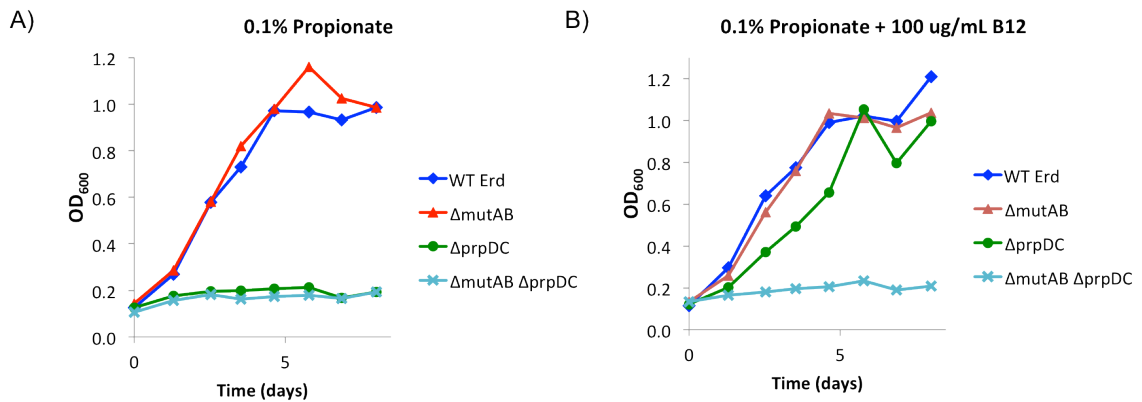 A)
0.1% Propionate
1.2
1.0
0.8
0.6
0.4
0.2
0.0
OD600
0
5
Time (days)
WT Erd
ΔmutAB
ΔprpDC
ΔmutAB ΔprpDC
B)
0.1% Propionate + 100 ug/mL B12
1.2
1.0
0.8
0.6
0.4
0.2
0.0
OD600
0
5
Time (days)
WT Erd
ΔmutAB
ΔprpDC
ΔmutAB ΔprpDC